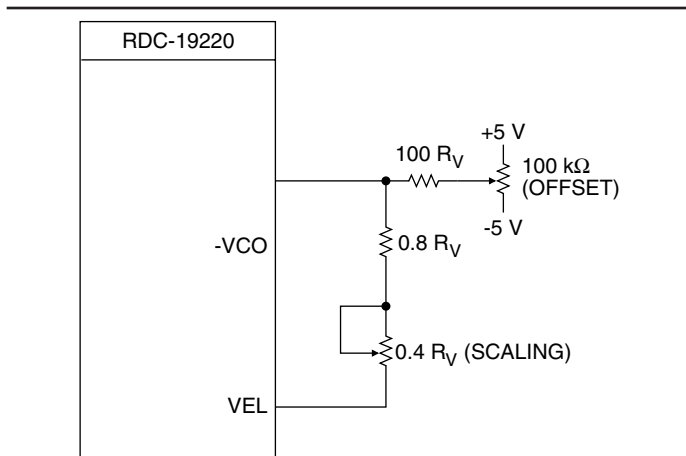 RDC-19220
+5 V
100 R_V
100 kΩ
(OFFSET)
-5 V
-VCO
0.8 R_V
0.4 R_V (SCALING)
VEL